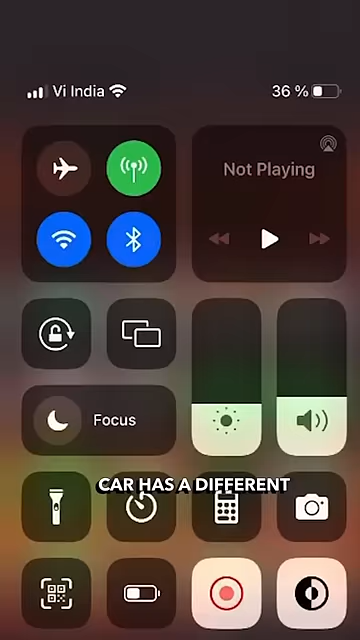 Vi India
36 %
Not Playing
Focus
CAR HAS A DIFFERENT